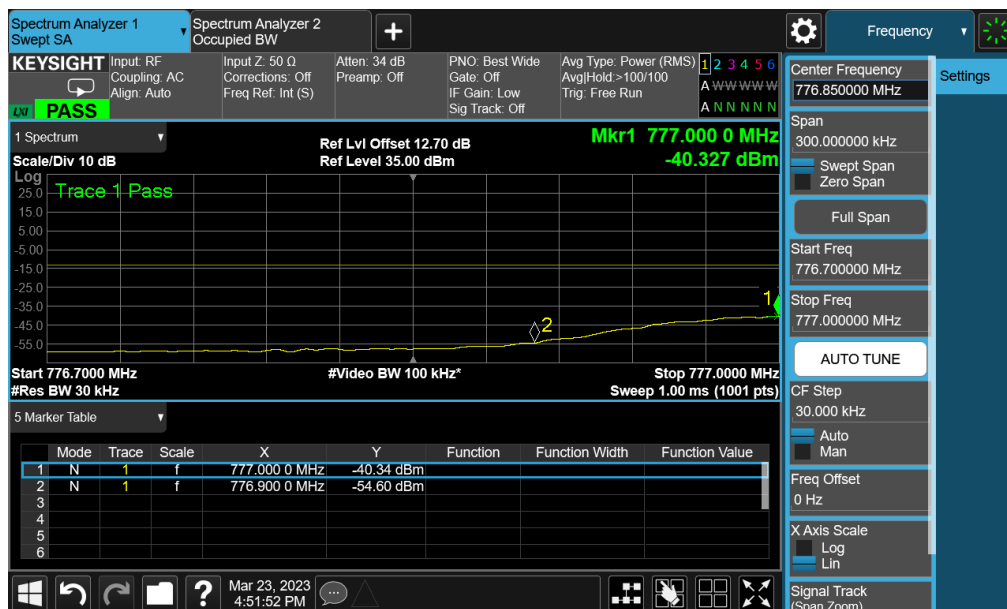 Spectrum Analyzer 1
Swept SA
Spectrum Analyzer 2
Occupied BW
Frequency
KEYSIGHT
LXI
PASS
Input: RF
Coupling: AC
Align: Auto
Input Z: 50 Ω
Corrections: Off
Freq Ref: Int (S)
Atten: 34 dB
Preamp: Off
PNO: Best Wide
Gate: Off
IF Gain: Low
Sig Track: Off
Avg Type: Power (RMS)
Avg|Hold:>100/100
Trig: Free Run
1 2 3 4 5 6
A W W W W W
A N N N N N
1 Spectrum
Scale/Div 10 dB
Ref Lvl Offset 12.70 dB
Ref Level 35.00 dBm
Mkr1 777.000 0 MHz
-40.327 dBm
Log
Trace 1 Pass
25.0
15.0
5.00
-5.00
-15.0
-25.0
-35.0
-45.0
-55.0
1
2
Start 776.7000 MHz
#Video BW 100 kHz*
Stop 777.0000 MHz
#Res BW 30 kHz
Sweep 1.00 ms (1001 pts)
5 Marker Table
Mode Trace Scale X Y Function Function Width Function Value
1 N 1 f 777.000 0 MHz -40.34 dBm
2 N 1 f 776.900 0 MHz -54.60 dBm
3
4
5
6
?
Mar 23, 2023
4:51:52 PM
Settings
Center Frequency
776.850000 MHz
Span
300.000000 kHz
Swept Span
Zero Span
Full Span
Start Freq
776.700000 MHz
Stop Freq
777.000000 MHz
AUTO TUNE
CF Step
30.000 kHz
Auto
Man
Freq Offset
0 Hz
X Axis Scale
Log
Lin
Signal Track
(Span Zoom)